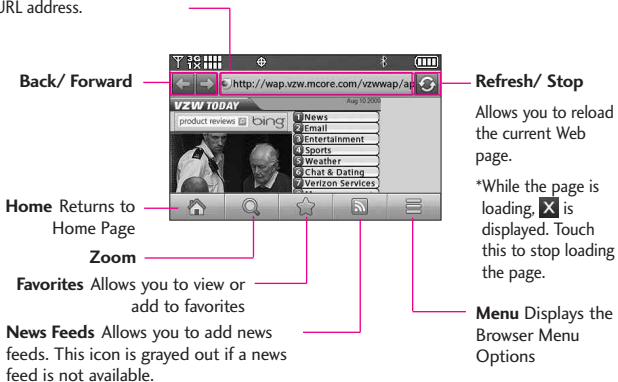 URL address.
3G
1X
Back/ Forward
http://wap.vzw.mcore.com/vzwwap/ap
Refresh/ Stop
VZW TODAY
Aug 10 2009
product reviews
bing
1 News
2 Email
3 Entertainment
4 Sports
5 Weather
6 Chat & Dating
7 Verizon Services
Allows you to reload
the current Web
page.
*While the page is
loading, X is
displayed. Touch
this to stop loading
the page.
Home Returns to
Home Page
Zoom
Favorites Allows you to view or
add to favorites
News Feeds Allows you to add news
feeds. This icon is grayed out if a news
feed is not available.
Menu Displays the
Browser Menu
Options